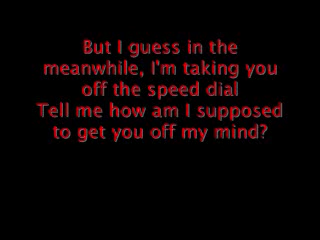 But I guess in the
meanwhile, I'm taking you
off the speed dial
Tell me how am I supposed
to get you off my mind?